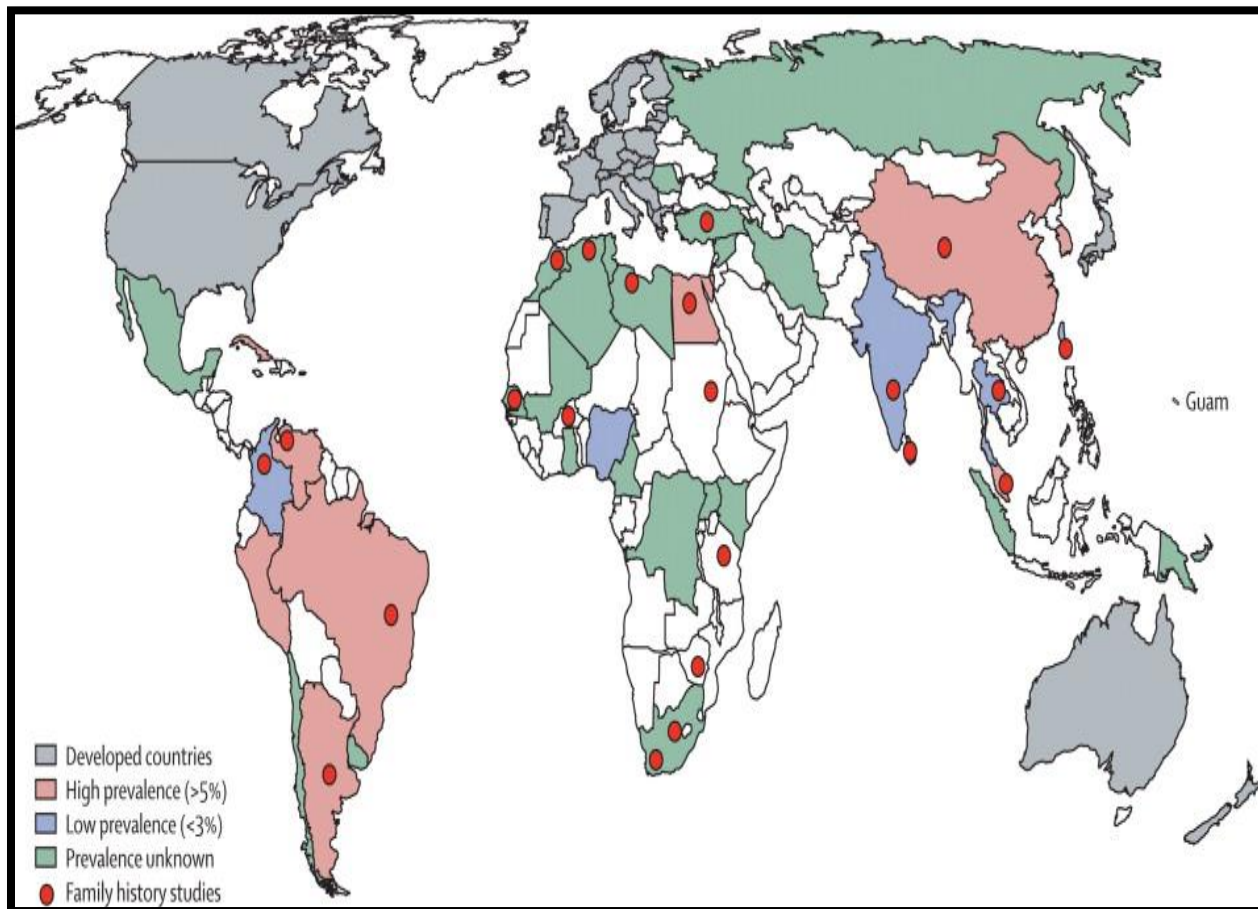 Guam
Developed countries
High prevalence (>5%)
Low prevalence (<3%)
Prevalence unknown
Family history studies